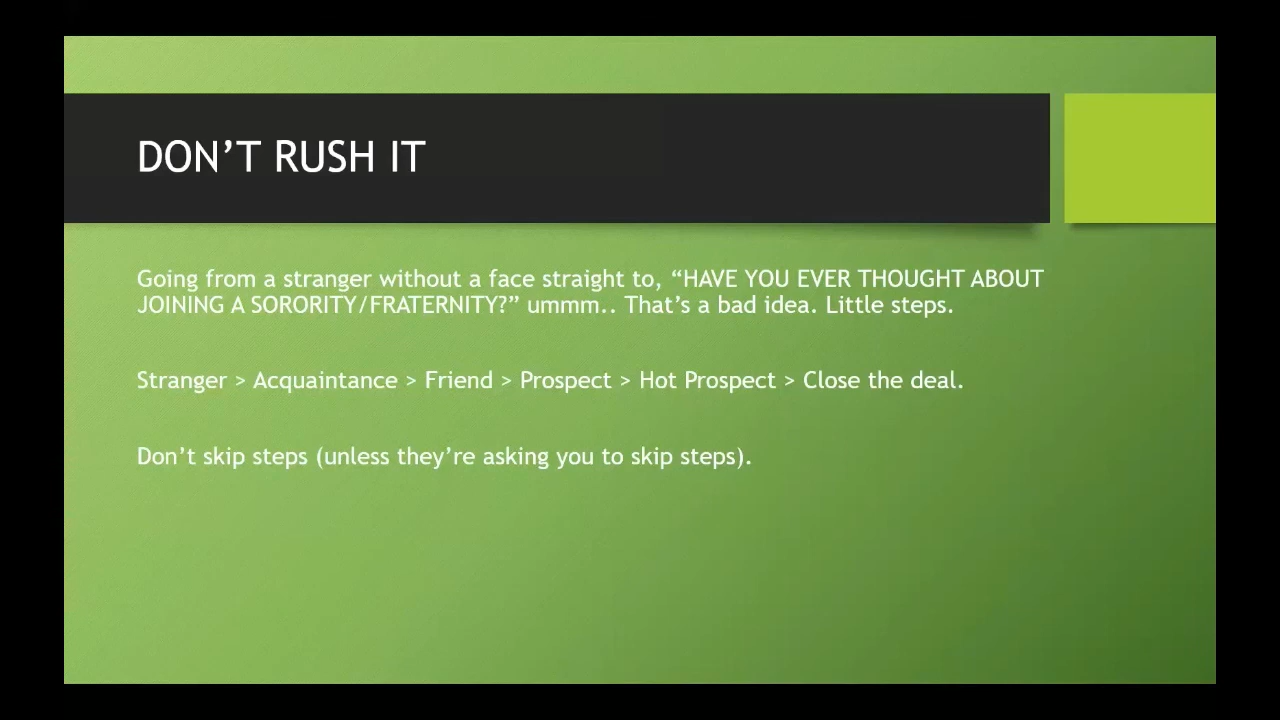 DON’T RUSH IT
Going from a stranger without a face straight to, “HAVE YOU EVER THOUGHT ABOUT
JOINING A SORORITY/FRATERNITY?” ummm.. That’s a bad idea. Little steps.
Stranger > Acquaintance > Friend > Prospect > Hot Prospect > Close the deal.
Don’t skip steps (unless they’re asking you to skip steps).